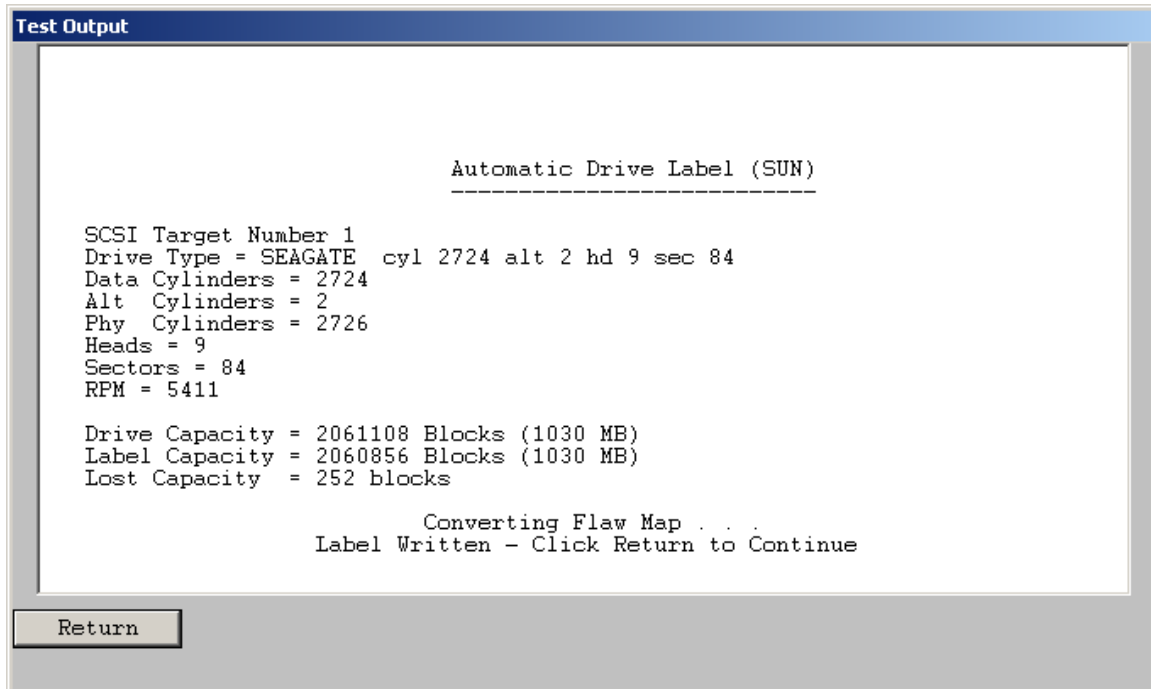 Test Output
Automatic Drive Label (SUN)
---------------------------
SCSI Target Number 1
Drive Type = SEAGATE  cyl 2724 alt 2 hd 9 sec 84
Data Cylinders = 2724
Alt  Cylinders = 2
Phy  Cylinders = 2726
Heads = 9
Sectors = 84
RPM = 5411
Drive Capacity = 2061108 Blocks (1030 MB)
Label Capacity = 2060856 Blocks (1030 MB)
Lost Capacity  = 252 blocks
Converting Flaw Map . . .
Label Written - Click Return to Continue
Return